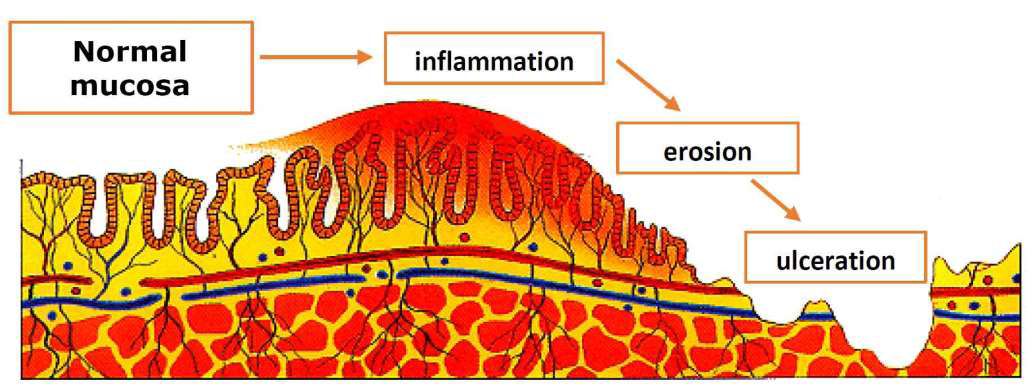 Normal
mucosa
inflammation
erosion
ulceration